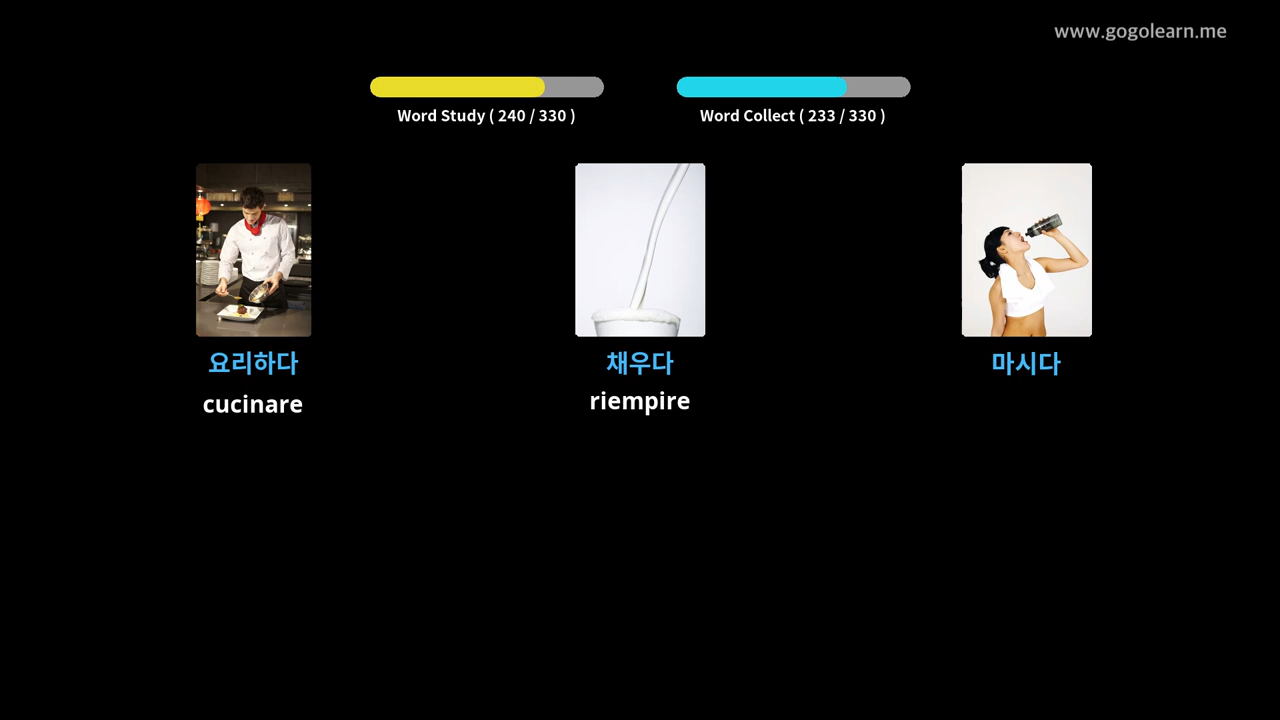 www.gogolearn.me
Word Study ( 240 / 330 )
Word Collect ( 233 / 330 )
요리하다
채우다
마시다
cucinare
riempire